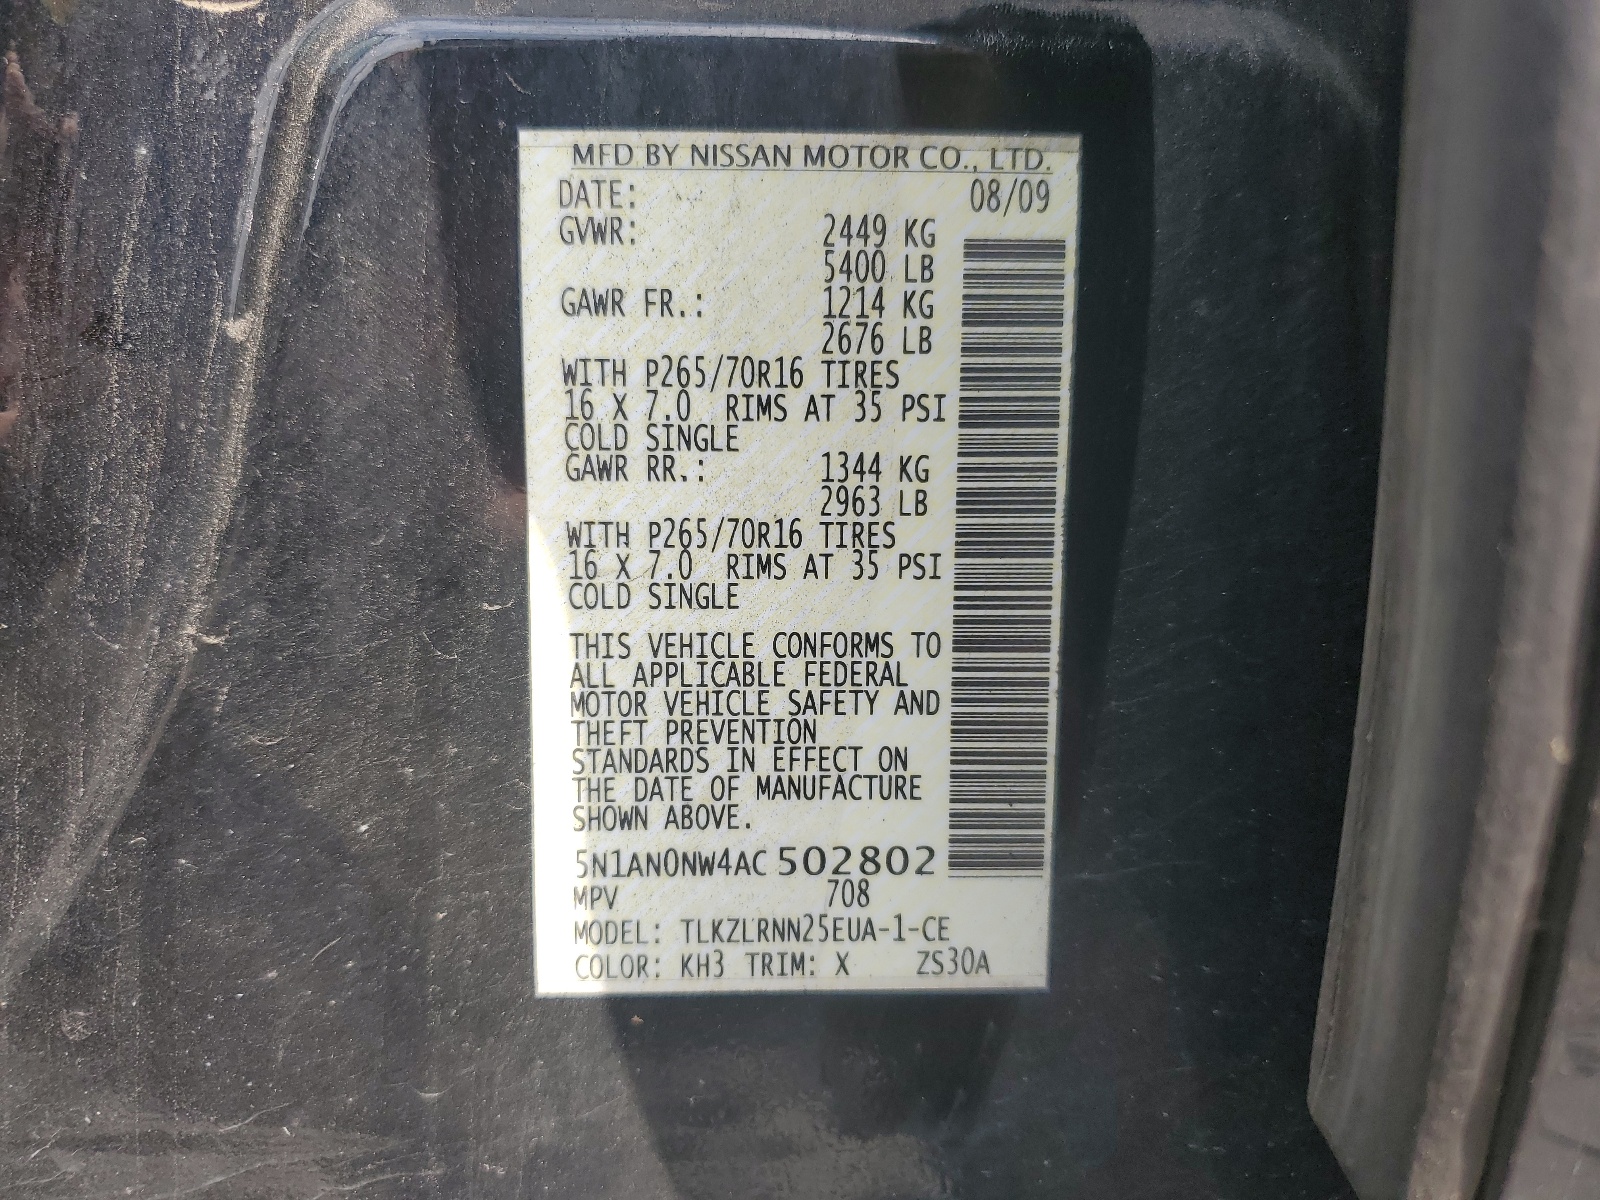 MFD BY NISSAN MOTOR CO., LTD.
DATE: 08/09
GVWR: 2449 KG
5400 LB
GAWR FR.: 1214 KG
2676 LB
WITH P265/70R16 TIRES
16 X 7.0 RIMS AT 35 PSI
COLD SINGLE
GAWR RR.: 1344 KG
2963 LB
WITH P265/70R16 TIRES
16 X 7.0 RIMS AT 35 PSI
COLD SINGLE
THIS VEHICLE CONFORMS TO
ALL APPLICABLE FEDERAL
MOTOR VEHICLE SAFETY AND
THEFT PREVENTION
STANDARDS IN EFFECT ON
THE DATE OF MANUFACTURE
SHOWN ABOVE.
5N1AN0NW4AC 502802
MPV 708
MODEL: TLKZLRNN25EUA-1-CE
COLOR: KH3 TRIM: X ZS30A